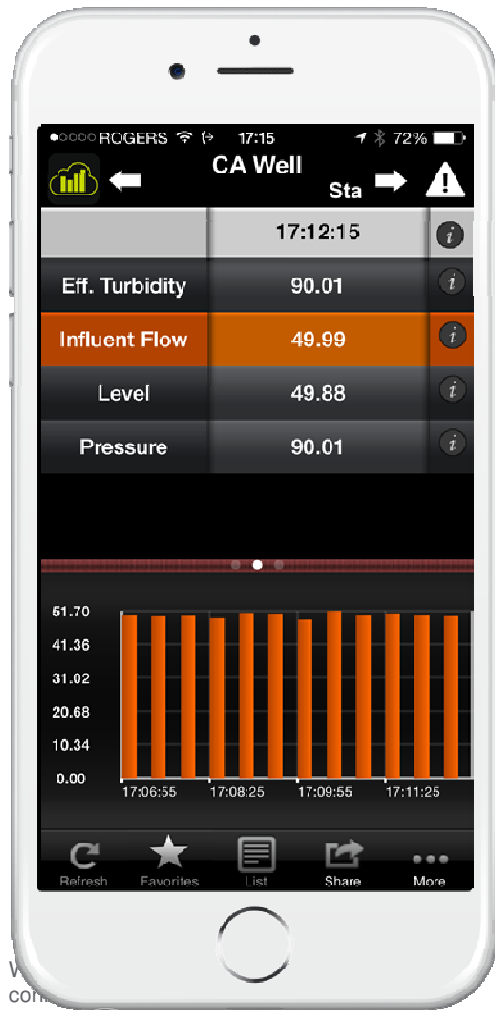 ROGERS 17:15 72%
CA Well
Sta
17:12:15
Eff. Turbidity 90.01
Influent Flow 49.99
Level 49.88
Pressure 90.01
51.70
41.36
31.02
20.68
10.34
0.00
17:06:55 17:08:25 17:09:55 17:11:25
Refresh Favorites List Share More